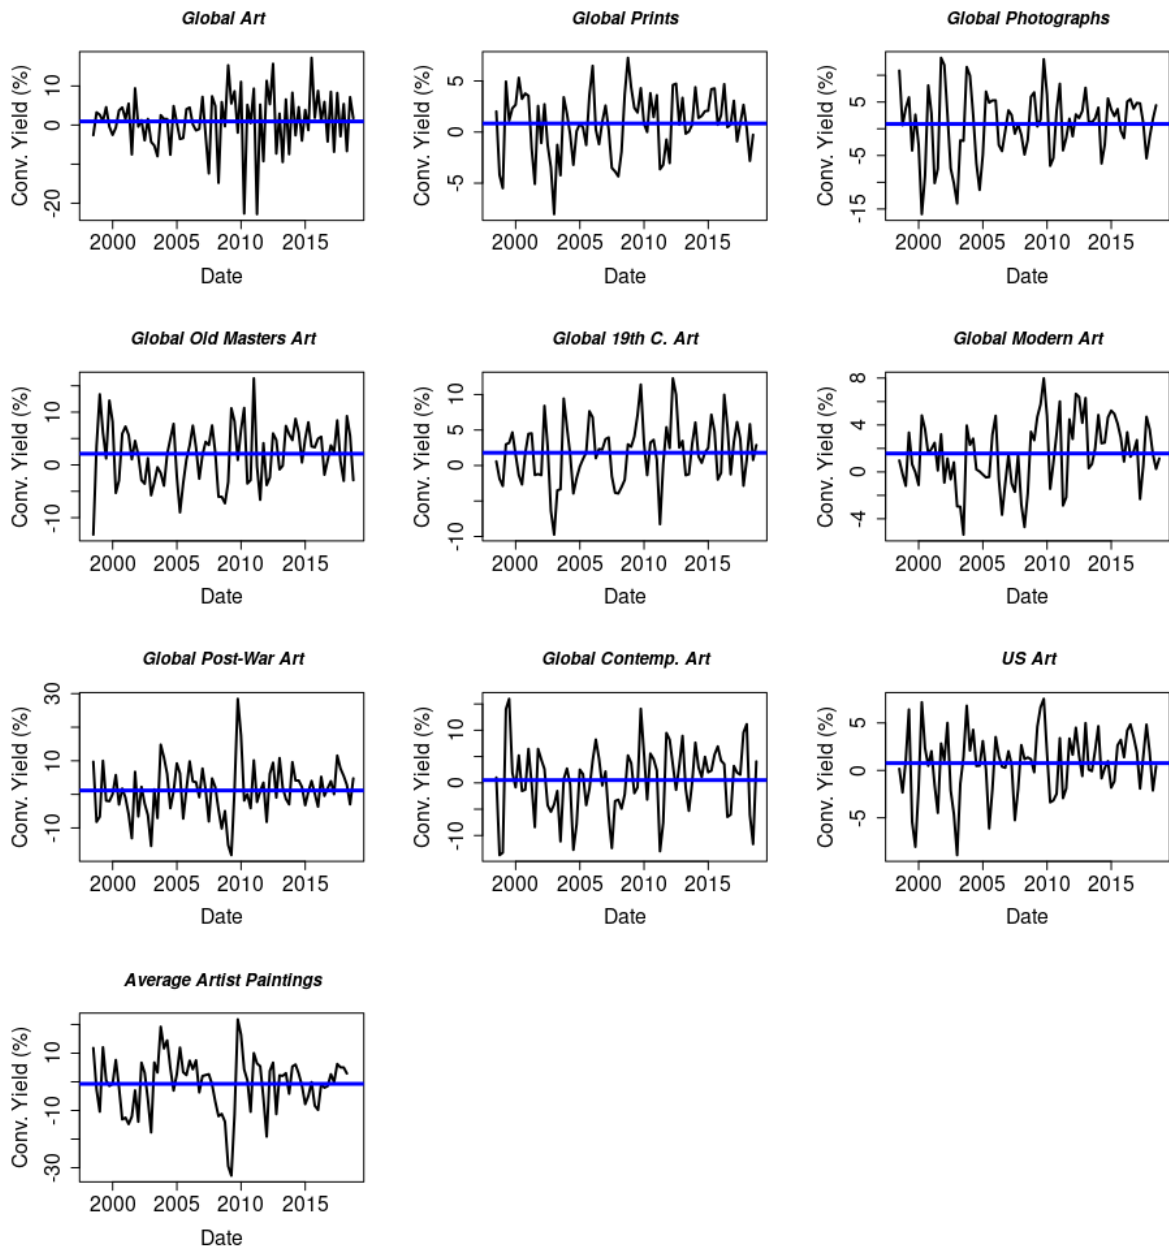 Global Art
Conv. Yield (%)
10
0
-20
2000 2005 2010 2015
Date
Global Prints
Conv. Yield (%)
5
0
-5
2000 2005 2010 2015
Date
Global Photographs
Conv. Yield (%)
5
-5
-15
2000 2005 2010 2015
Date
Global Old Masters Art
Conv. Yield (%)
10
0
-10
2000 2005 2010 2015
Date
Global 19th C. Art
Conv. Yield (%)
10
5
0
-10
2000 2005 2010 2015
Date
Global Modern Art
Conv. Yield (%)
8
4
0
-4
2000 2005 2010 2015
Date
Global Post-War Art
Conv. Yield (%)
30
10
-10
2000 2005 2010 2015
Date
Global Contemp. Art
Conv. Yield (%)
10
0
-10
2000 2005 2010 2015
Date
US Art
Conv. Yield (%)
5
0
-5
2000 2005 2010 2015
Date
Average Artist Paintings
Conv. Yield (%)
10
-10
-30
2000 2005 2010 2015
Date